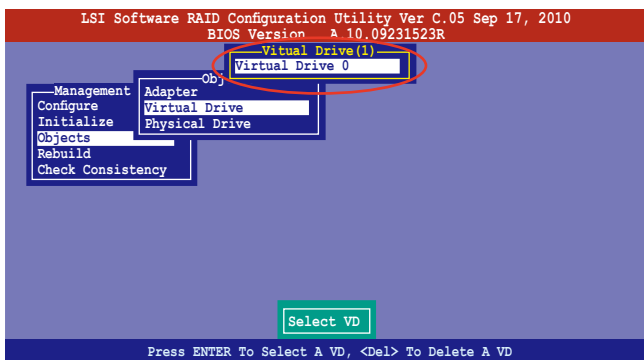 LSI Software RAID Configuration Utility Ver C.05 Sep 17, 2010
BIOS Version A.10.09231523R
Vitual Drive(1)
Virtual Drive 0
Obj
Adapter
Virtual Drive
Physical Drive
Management
Configure
Initialize
Objects
Rebuild
Check Consistency
Select VD
Press ENTER To Select A VD, <Del> To Delete A VD